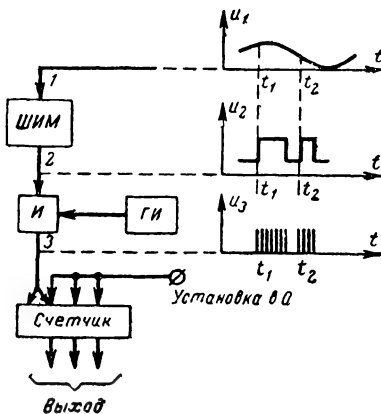 u₁
t
1
t₁
t₂
ШИМ
2
u₂
t₁
t₂
t
И
ГИ
3
u₃
t₁
t₂
t
Установка в 0
Счетчик
Выход